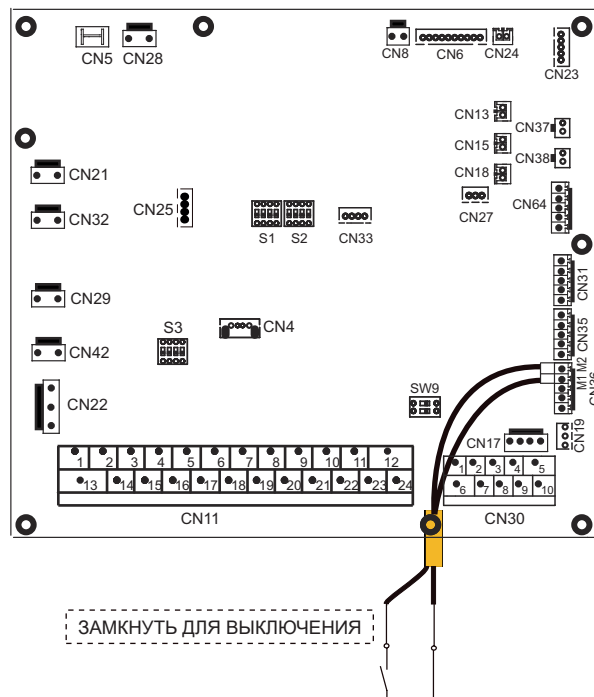 CN5 CN28 CN8 CN6 CN24 CN23
CN13 CN37
CN15 CN38
CN18
CN21 CN25 CN27 CN64
CN32 S1 S2 CN33
CN31
CN29 S3 CN4 CN35
CN42 M1 M2
CN36
CN22 SW9
CN17 CN19
1 2 3 4 5 6 7 8 9 10 11 12
13 14 15 16 17 18 19 20 21 22 23 24
CN11
1 2 3 4 5
6 7 8 9 10
CN30
ЗАМКНУТЬ ДЛЯ ВЫКЛЮЧЕНИЯ